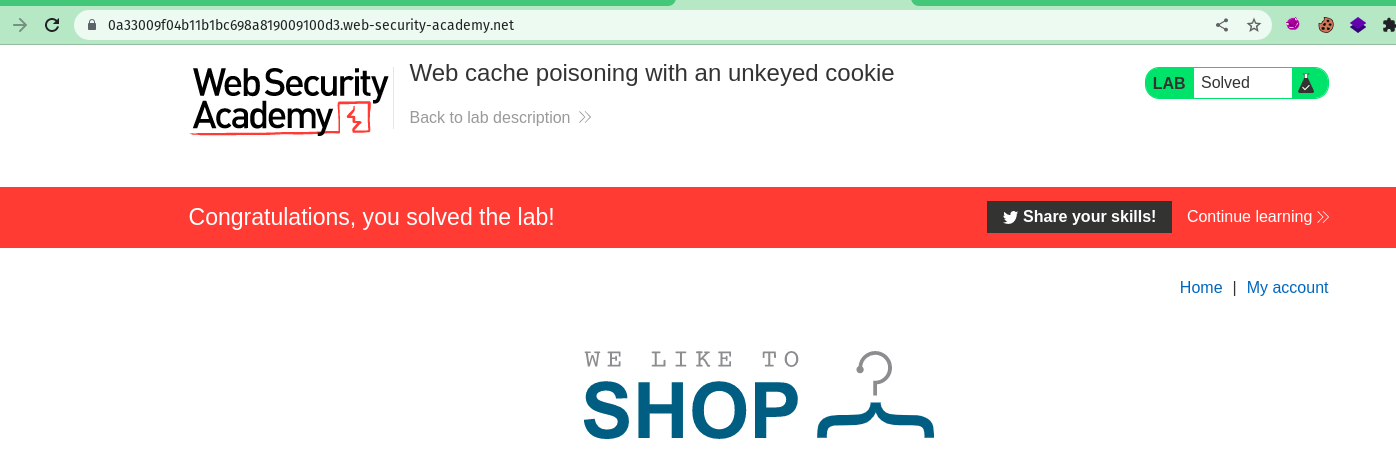 0a33009f04b11b1bc698a819009100d3.web-security-academy.net
Web Security
Academy
Web cache poisoning with an unkeyed cookie
Back to lab description
LAB Solved
Congratulations, you solved the lab!
Share your skills! Continue learning
Home | My account
WE LIKE TO
SHOP